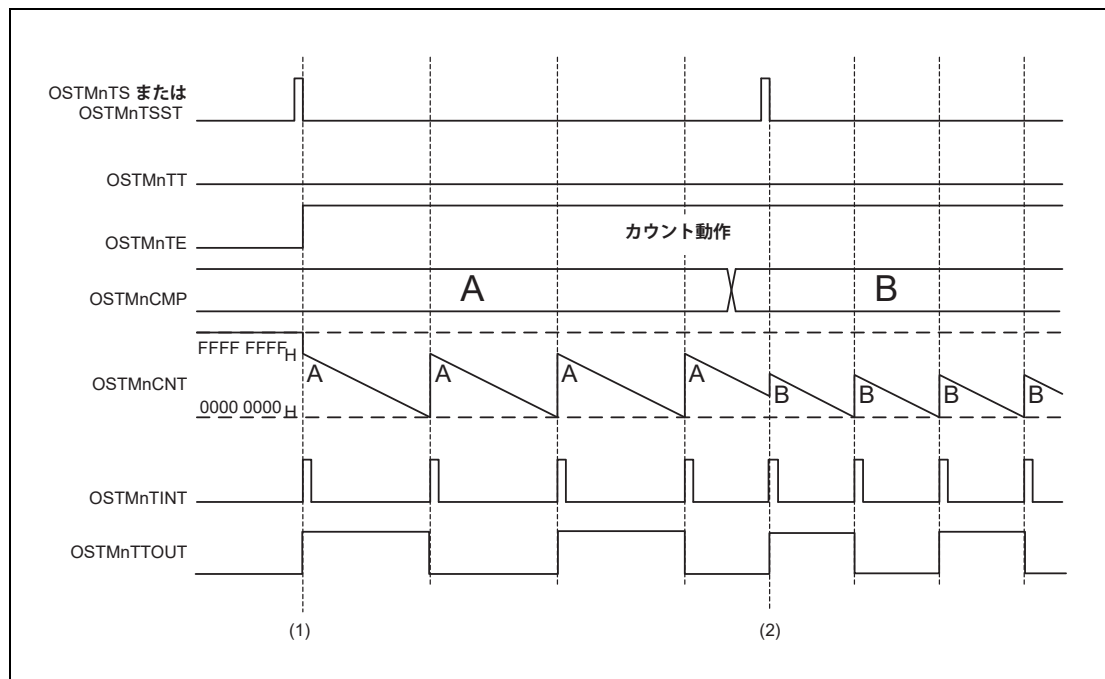 OSTMnTS または
OSTMnTSST
OSTMnTT
OSTMnTE
カウント動作
OSTMnCMP
A
B
FFFF FFFFH
OSTMnCNT
0000 0000 H
A
A
A
A
B
B
B
B
OSTMnTINT
OSTMnTTOUT
(1)
(2)